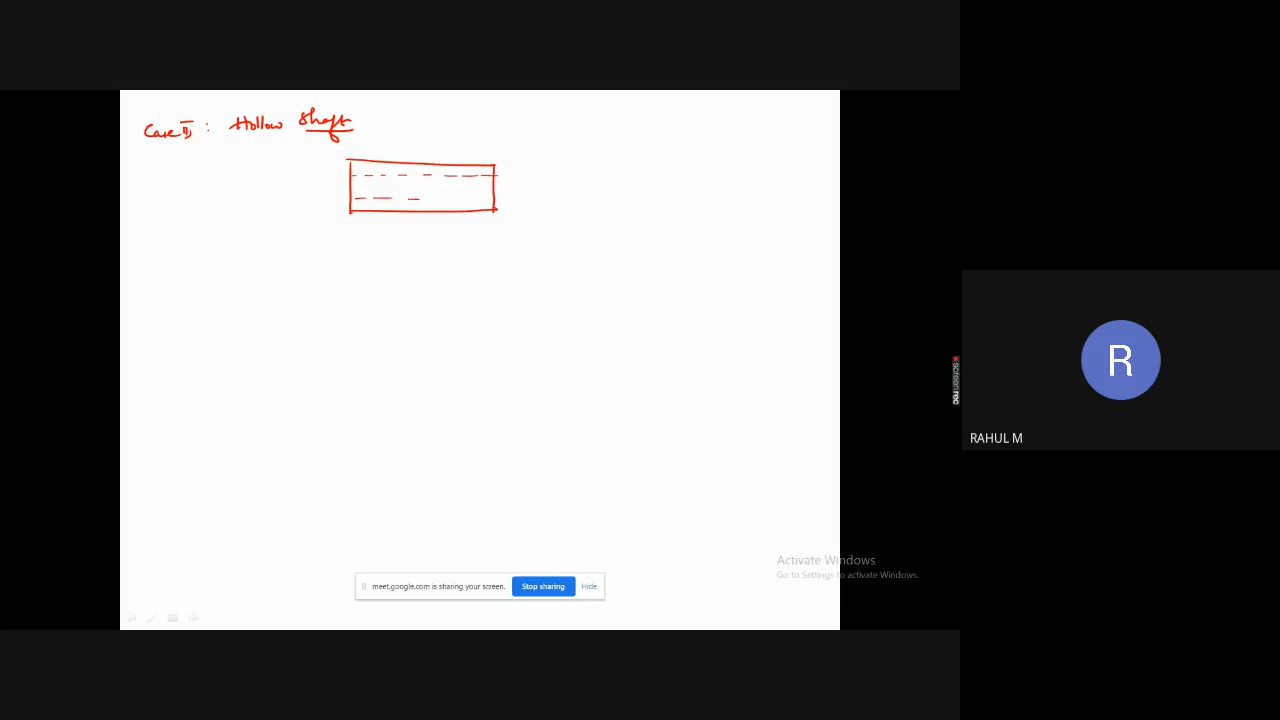 Case II : Hollow Shaft
R
RAHUL M
screenrec
Activate Windows
Go to Settings to activate Windows.
meet.google.com is sharing your screen. Stop sharing Hide